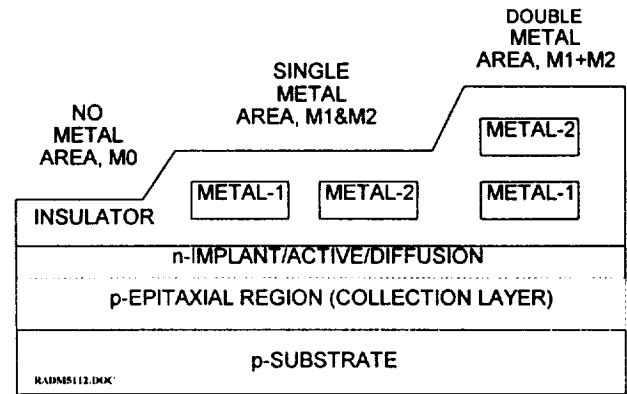 DOUBLE
METAL
AREA, M1+M2
SINGLE
METAL
AREA, M1&M2
NO
METAL
AREA, M0
METAL-2
METAL-1
METAL-2
METAL-1
INSULATOR
n-IMPLANT/ACTIVE/DIFFUSION
p-EPITAXIAL REGION (COLLECTION LAYER)
p-SUBSTRATE
RADM5112.DOC